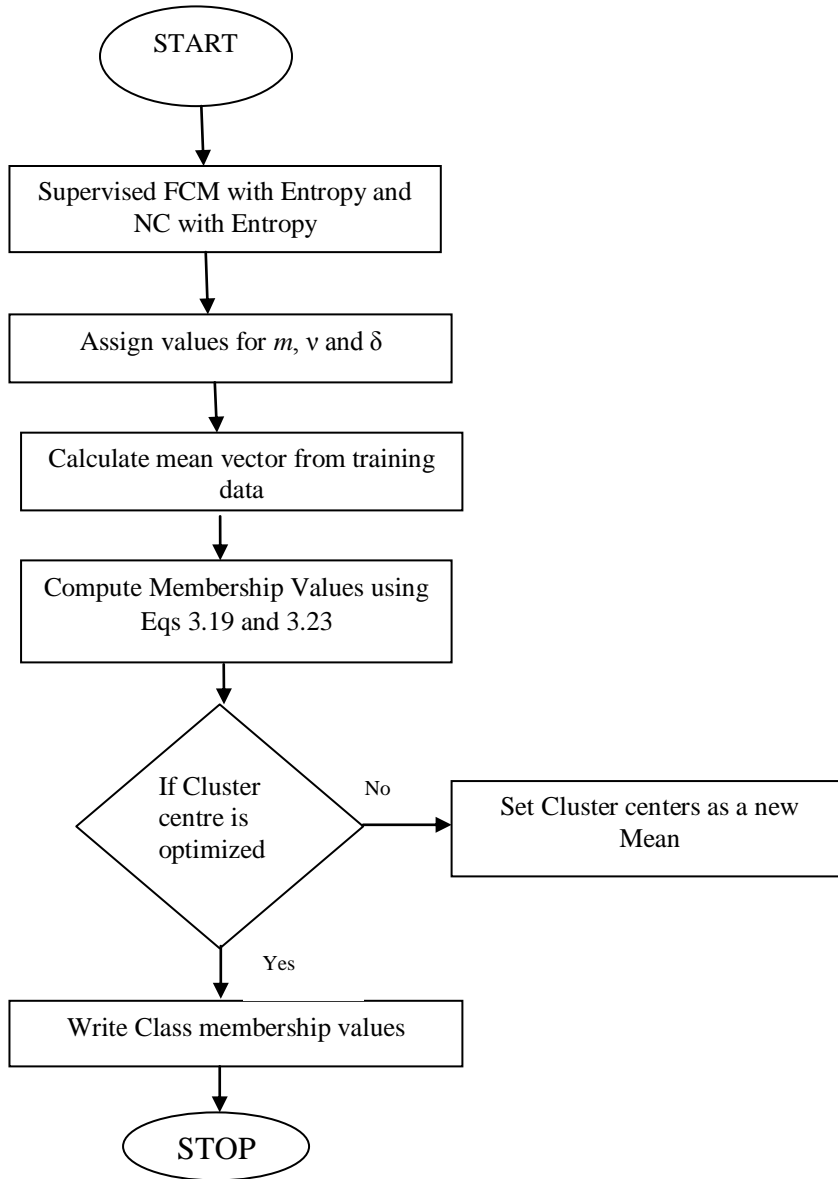 START
Supervised FCM with Entropy and
NC with Entropy
Assign values for m, ν and δ
Calculate mean vector from training
data
Compute Membership Values using
Eqs 3.19 and 3.23
If Cluster
centre is
optimized
No
Set Cluster centers as a new
Mean
Yes
Write Class membership values
STOP